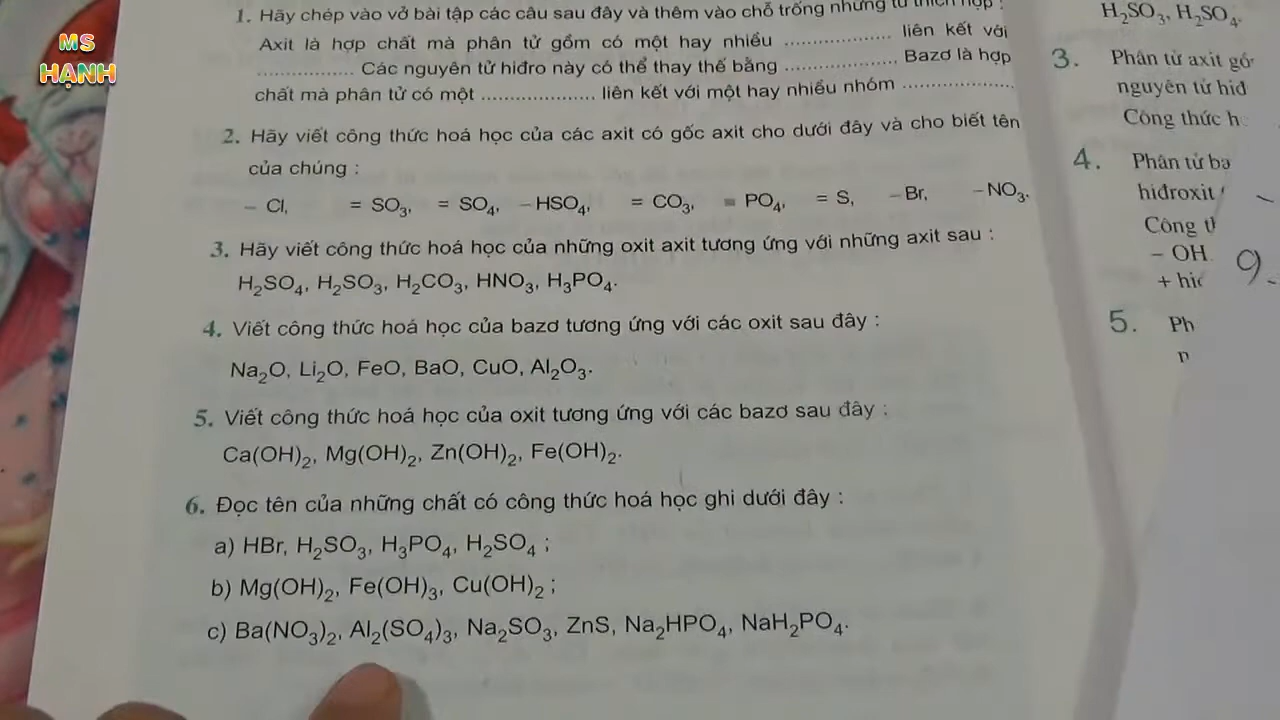 MS
HẠNH
1. Hãy chép vào vở bài tập các câu sau đây và thêm vào chỗ trống những từ thích hợp :
Axit là hợp chất mà phân tử gồm có một hay nhiều .................. liên kết với
................ Các nguyên tử hiđro này có thể thay thế bằng ................... Bazơ là hợp
chất mà phân tử có một ................... liên kết với một hay nhiều nhóm ...................
2. Hãy viết công thức hoá học của các axit có gốc axit cho dưới đây và cho biết tên
của chúng :
– Cl, = SO₃, = SO₄, –HSO₄, = CO₃, ≡ PO₄, = S, –Br, –NO₃.
3. Hãy viết công thức hoá học của những oxit axit tương ứng với những axit sau :
H₂SO₄, H₂SO₃, H₂CO₃, HNO₃, H₃PO₄.
4. Viết công thức hoá học của bazơ tương ứng với các oxit sau đây :
Na₂O, Li₂O, FeO, BaO, CuO, Al₂O₃.
5. Viết công thức hoá học của oxit tương ứng với các bazơ sau đây :
Ca(OH)₂, Mg(OH)₂, Zn(OH)₂, Fe(OH)₂.
6. Đọc tên của những chất có công thức hoá học ghi dưới đây :
a) HBr, H₂SO₃, H₃PO₄, H₂SO₄ ;
b) Mg(OH)₂, Fe(OH)₃, Cu(OH)₂ ;
c) Ba(NO₃)₂, Al₂(SO₄)₃, Na₂SO₃, ZnS, Na₂HPO₄, NaH₂PO₄.
H₂SO₃, H₂SO₄.
3. Phân tử axit
nguyên tử
Công thức
4. Phân tử
hiđroxit
Công
– OH
+
5. Ph